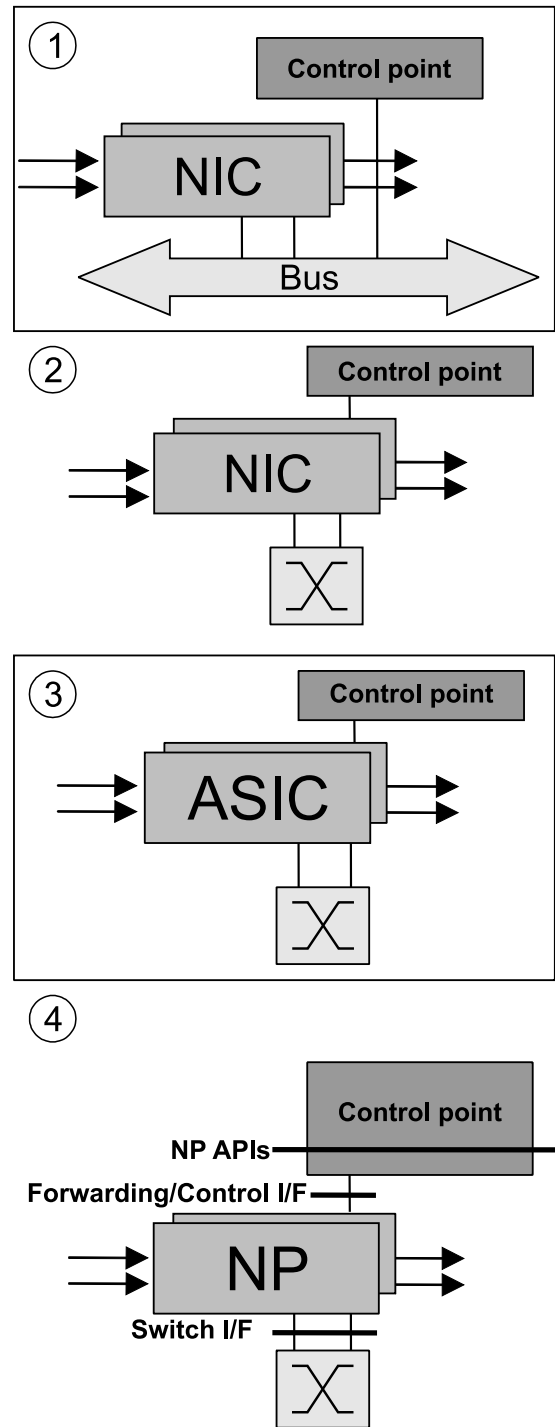 1
Control point
NIC
Bus
2
Control point
NIC
3
Control point
ASIC
4
Control point
NP APIs
Forwarding/Control I/F
NP
Switch I/F